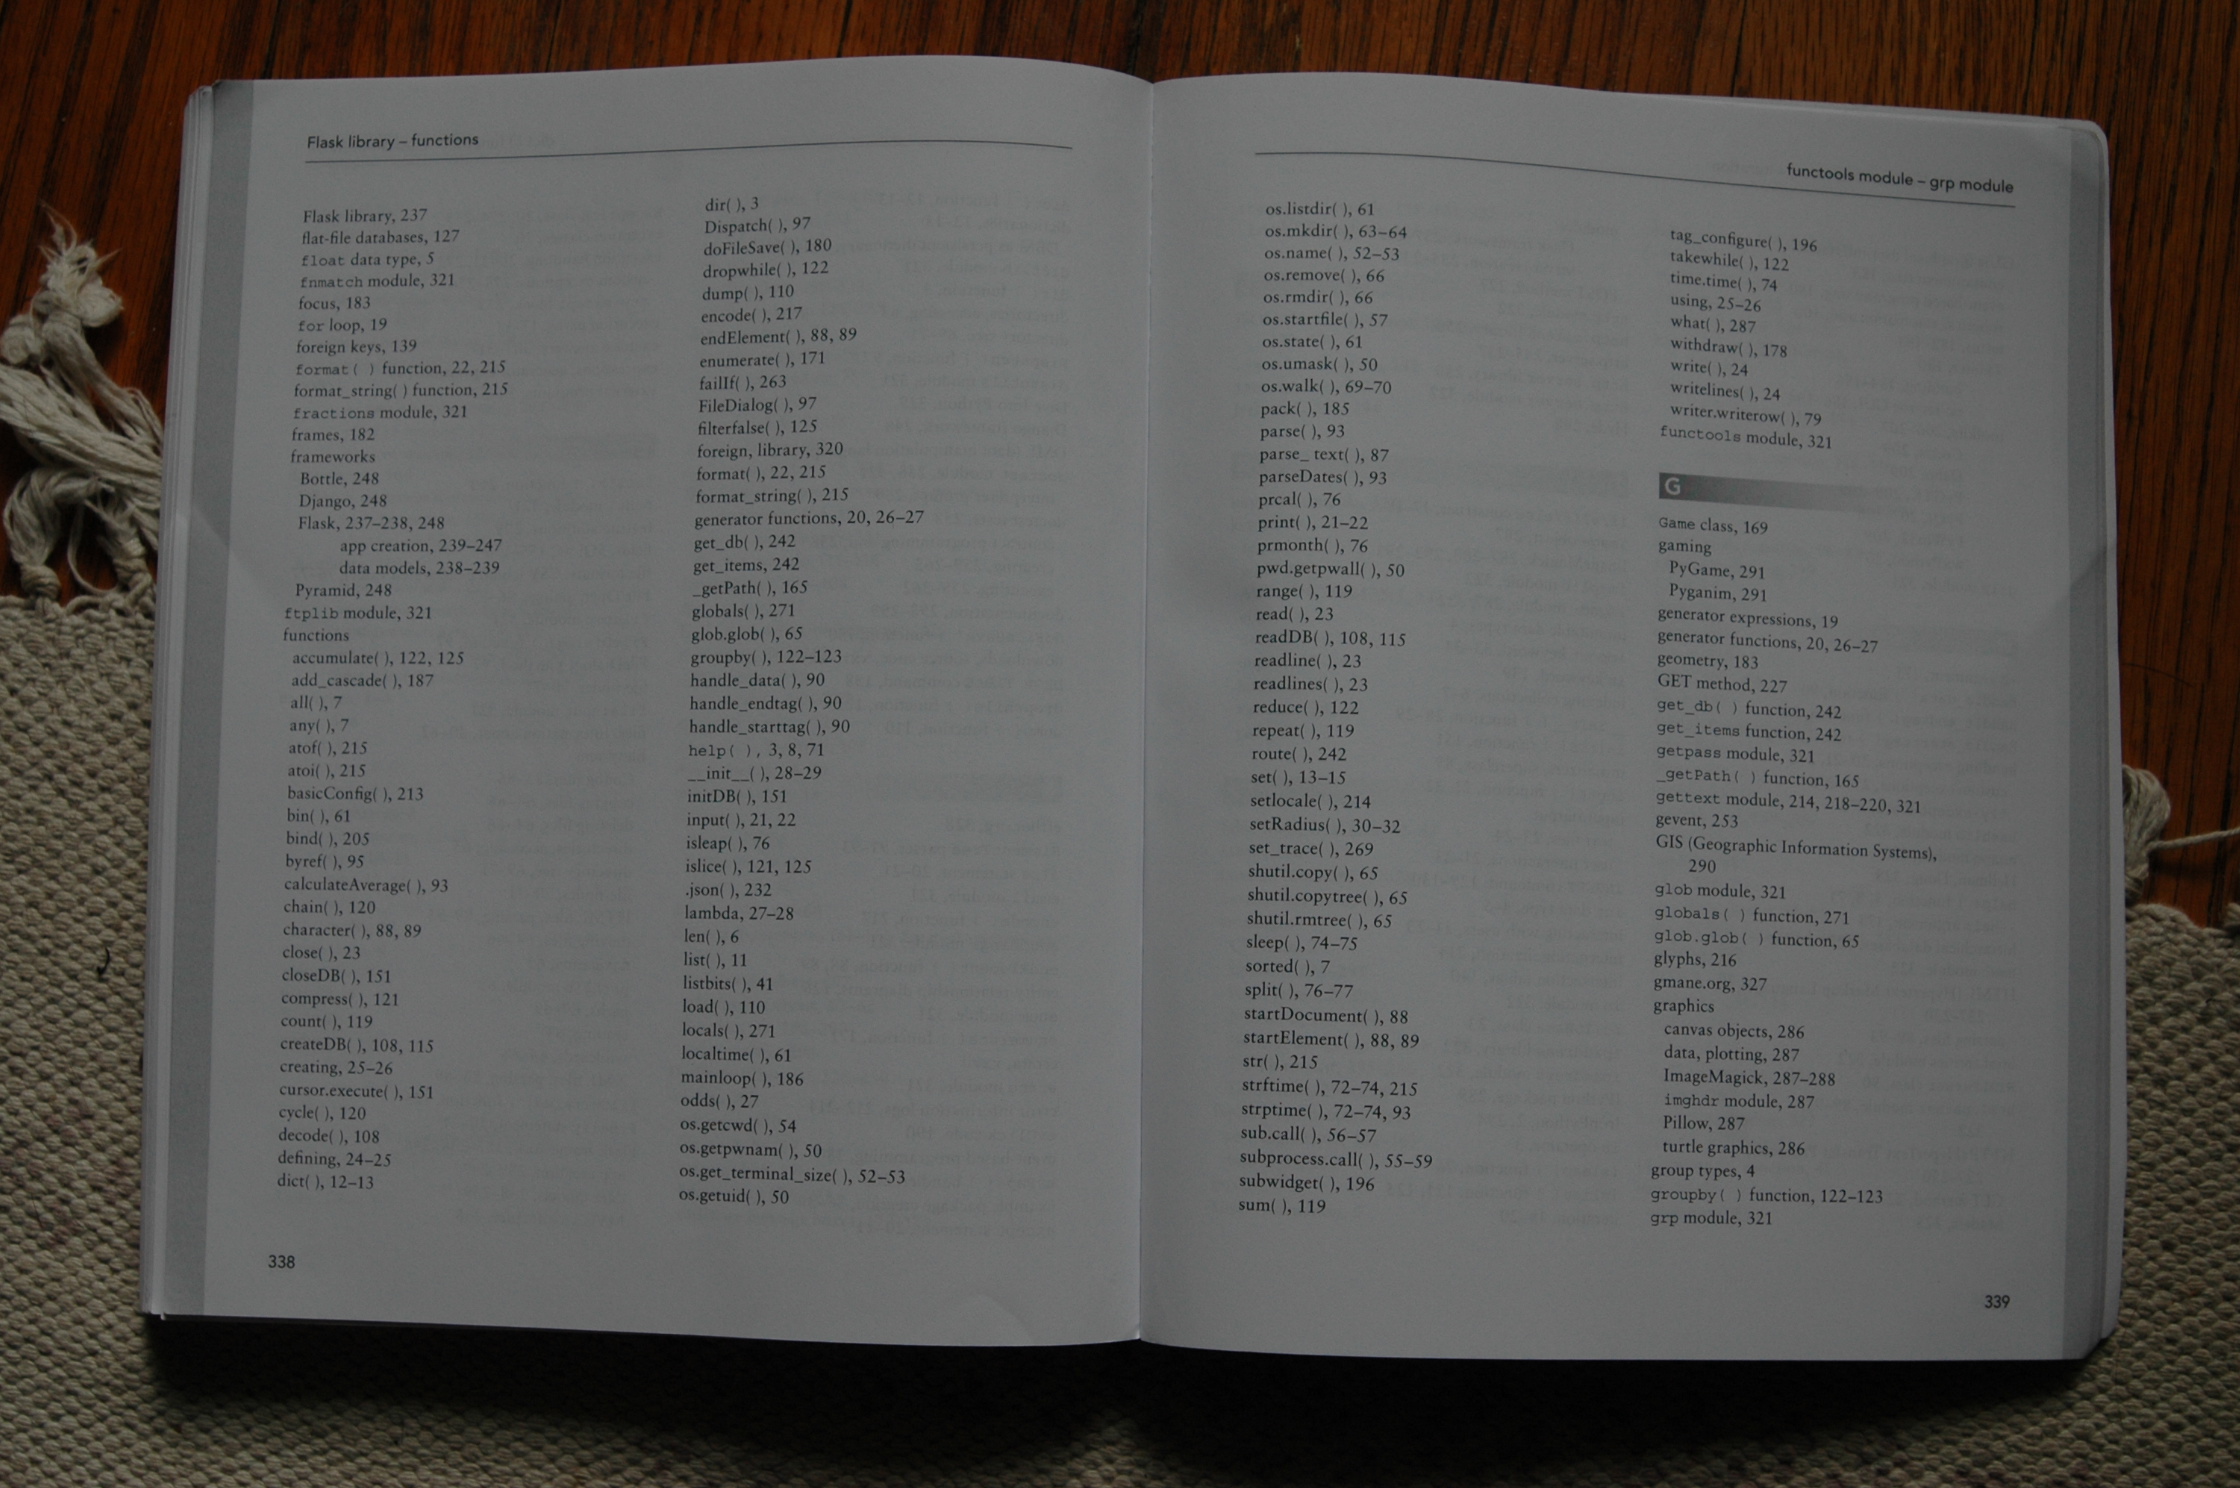 Flask library – functions
Flask library, 237
flat-file databases, 127
float data type, 5
fnmatch module, 321
focus, 183
for loop, 19
foreign keys, 139
format( ) function, 22, 215
format_string( ) function, 215
fractions module, 321
frames, 182
frameworks
Bottle, 248
Django, 248
Flask, 237–238, 248
app creation, 239–247
data models, 238–239
Pyramid, 248
ftplib module, 321
functions
accumulate( ), 122, 125
add_cascade( ), 187
all( ), 7
any( ), 7
atof( ), 215
atoi( ), 215
basicConfig( ), 213
bin( ), 61
bind( ), 205
byref( ), 95
calculateAverage( ), 93
chain( ), 120
character( ), 88, 89
close( ), 23
closeDB( ), 151
compress( ), 121
count( ), 119
createDB( ), 108, 115
creating, 25–26
cursor.execute( ), 151
cycle( ), 120
decode( ), 108
defining, 24–25
dict( ), 12–13
dir( ), 3
Dispatch( ), 97
doFileSave( ), 180
dropwhile( ), 122
dump( ), 110
encode( ), 217
endElement( ), 88, 89
enumerate( ), 171
failIf( ), 263
FileDialog( ), 97
filterfalse( ), 125
foreign, library, 320
format( ), 22, 215
format_string( ), 215
generator functions, 20, 26–27
get_db( ), 242
get_items, 242
_getPath( ), 165
globals( ), 271
glob.glob( ), 65
groupby( ), 122–123
handle_data( ), 90
handle_endtag( ), 90
handle_starttag( ), 90
help( ), 3, 8, 71
__init__( ), 28–29
initDB( ), 151
input( ), 21, 22
isleap( ), 76
islice( ), 121, 125
.json( ), 232
lambda, 27–28
len( ), 6
list( ), 11
listbits( ), 41
load( ), 110
locals( ), 271
localtime( ), 61
mainloop( ), 186
odds( ), 27
os.getcwd( ), 54
os.getpwnam( ), 50
os.get_terminal_size( ), 52–53
os.getuid( ), 50
338
functools module – grp module
os.listdir( ), 61
os.mkdir( ), 63–64
os.name( ), 52–53
os.remove( ), 66
os.rmdir( ), 66
os.startfile( ), 57
os.state( ), 61
os.umask( ), 50
os.walk( ), 69–70
pack( ), 185
parse( ), 93
parse_ text( ), 87
parseDates( ), 93
prcal( ), 76
print( ), 21–22
prmonth( ), 76
pwd.getpwall( ), 50
range( ), 119
read( ), 23
readDB( ), 108, 115
readline( ), 23
readlines( ), 23
reduce( ), 122
repeat( ), 119
route( ), 242
set( ), 13–15
setlocale( ), 214
setRadius( ), 30–32
set_trace( ), 269
shutil.copy( ), 65
shutil.copytree( ), 65
shutil.rmtree( ), 65
sleep( ), 74–75
sorted( ), 7
split( ), 76–77
startDocument( ), 88
startElement( ), 88, 89
str( ), 215
strftime( ), 72–74, 215
strptime( ), 72–74, 93
sub.call( ), 56–57
subprocess.call( ), 55–59
subwidget( ), 196
sum( ), 119
tag_configure( ), 196
takewhile( ), 122
time.time( ), 74
using, 25–26
what( ), 287
withdraw( ), 178
write( ), 24
writelines( ), 24
writer.writerow( ), 79
functools module, 321
G
Game class, 169
gaming
PyGame, 291
Pyganim, 291
generator expressions, 19
generator functions, 20, 26–27
geometry, 183
GET method, 227
get_db( ) function, 242
get_items function, 242
getpass module, 321
_getPath( ) function, 165
gettext module, 214, 218–220, 321
gevent, 253
GIS (Geographic Information Systems),
290
glob module, 321
globals( ) function, 271
glob.glob( ) function, 65
glyphs, 216
gmane.org, 327
graphics
canvas objects, 286
data, plotting, 287
ImageMagick, 287–288
imghdr module, 287
Pillow, 287
turtle graphics, 286
group types, 4
groupby( ) function, 122–123
grp module, 321
339